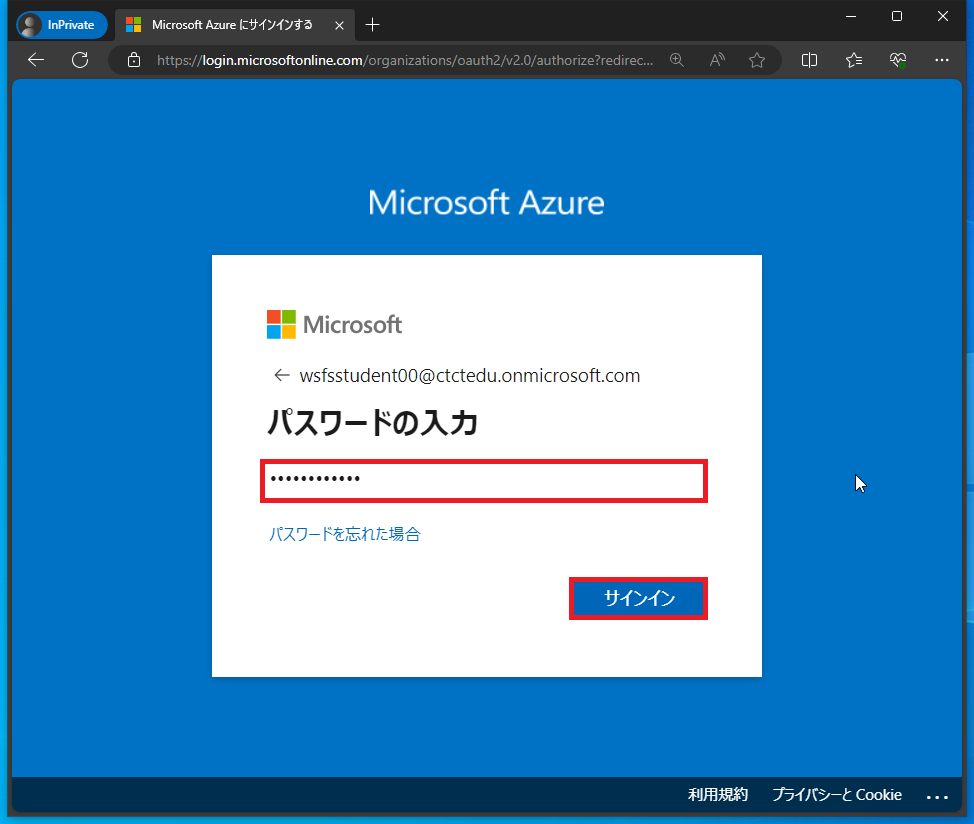 InPrivate
Microsoft Azure にサインインする
https://login.microsoftonline.com/organizations/oauth2/v2.0/authorize?redirec...
Microsoft Azure
Microsoft
wsfsstudent00@ctctedu.onmicrosoft.com
パスワードの入力
••••••••••••
パスワードを忘れた場合
サインイン
利用規約 プライバシーと Cookie ...